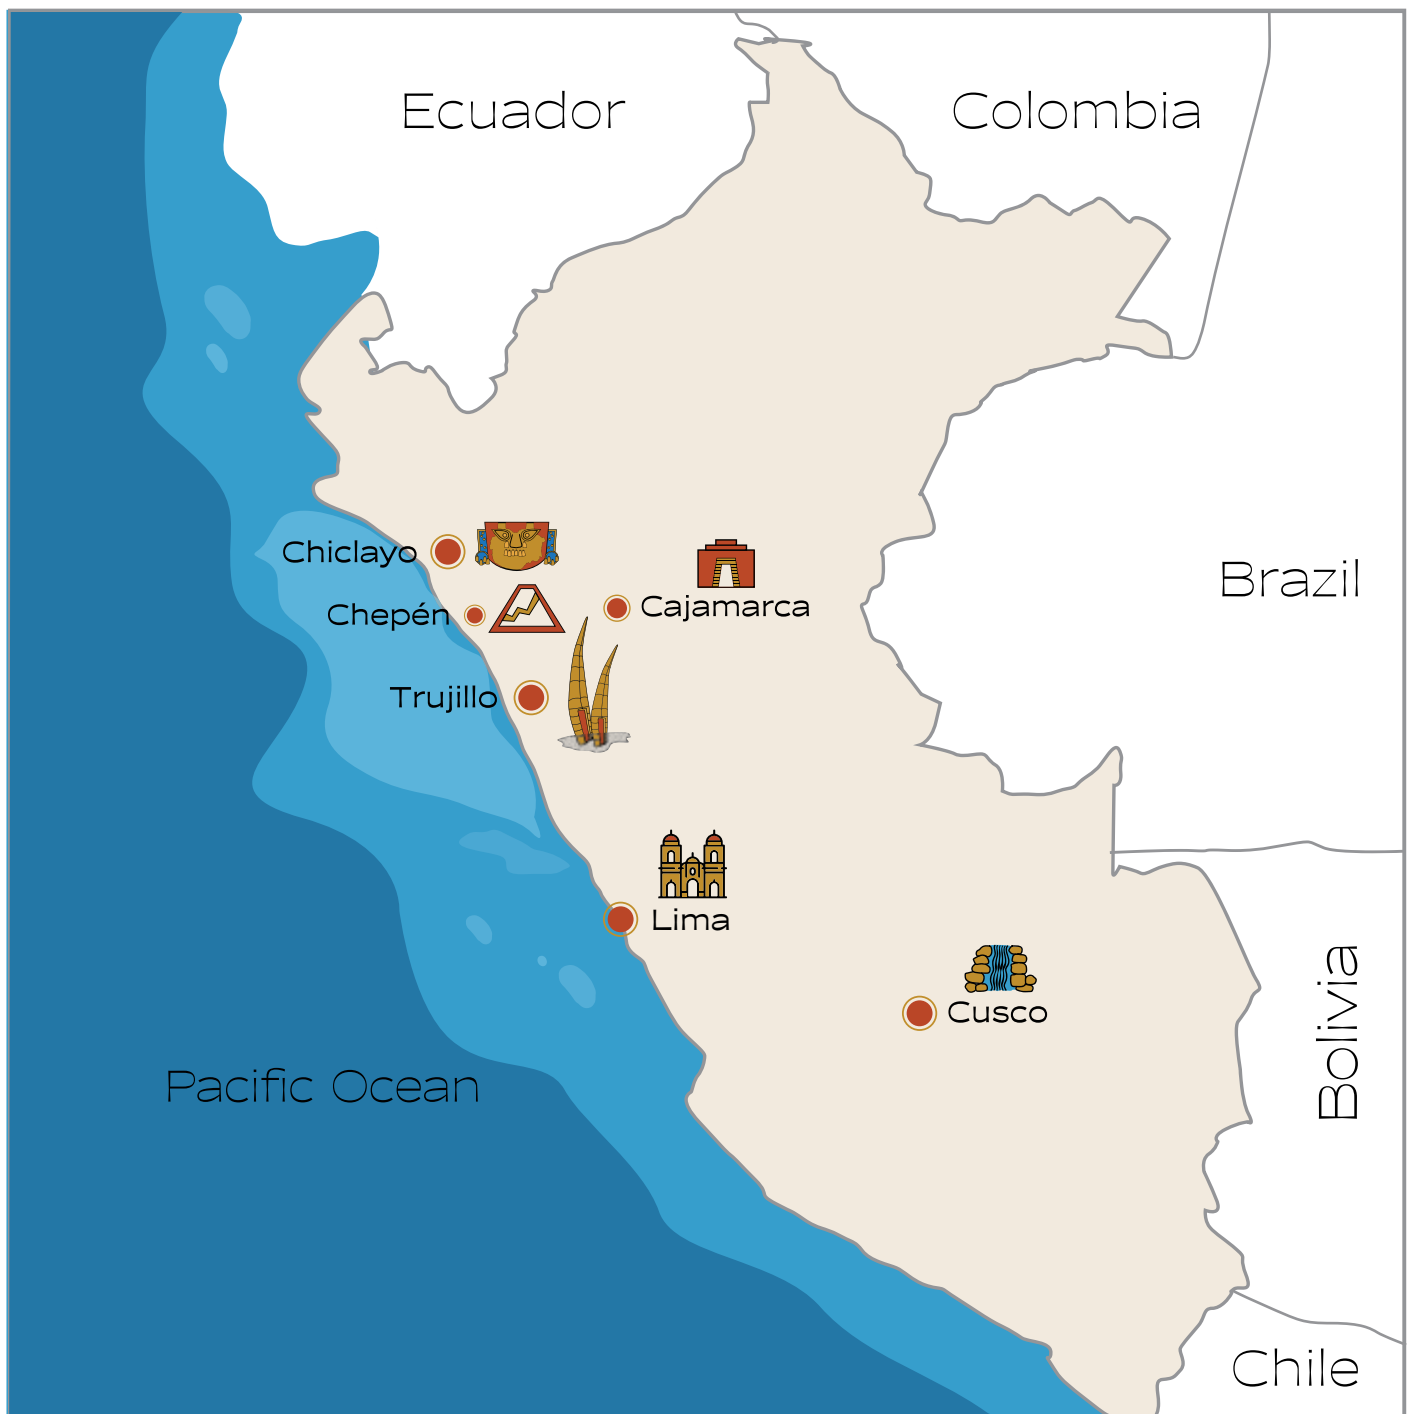 Ecuador
Colombia
Chiclayo
Brazil
Chepén
Cajamarca
Trujillo
Lima
Cusco
Bolivia
Pacific Ocean
Chile